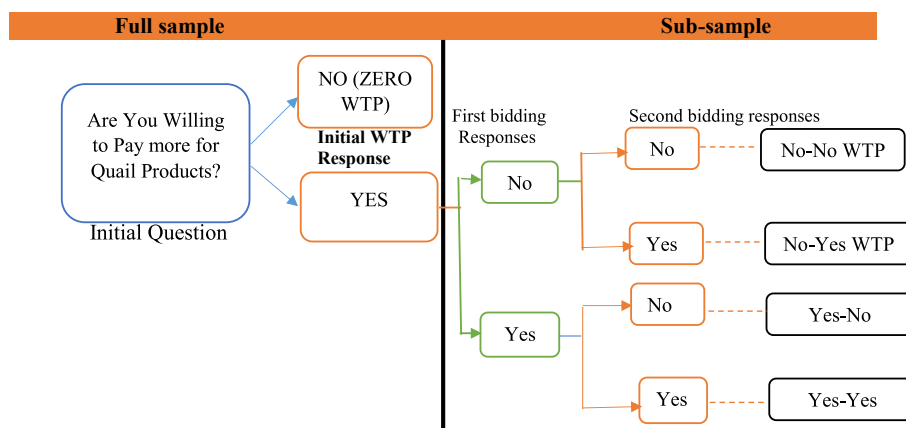 Full sample
Sub-sample
Are You Willing
to Pay more for
Quail Products?
Initial Question
NO (ZERO
WTP)
Initial WTP
Response
YES
First bidding
Responses
No
Yes
Second bidding responses
No
Yes
No
Yes
No-No WTP
No-Yes WTP
Yes-No
Yes-Yes